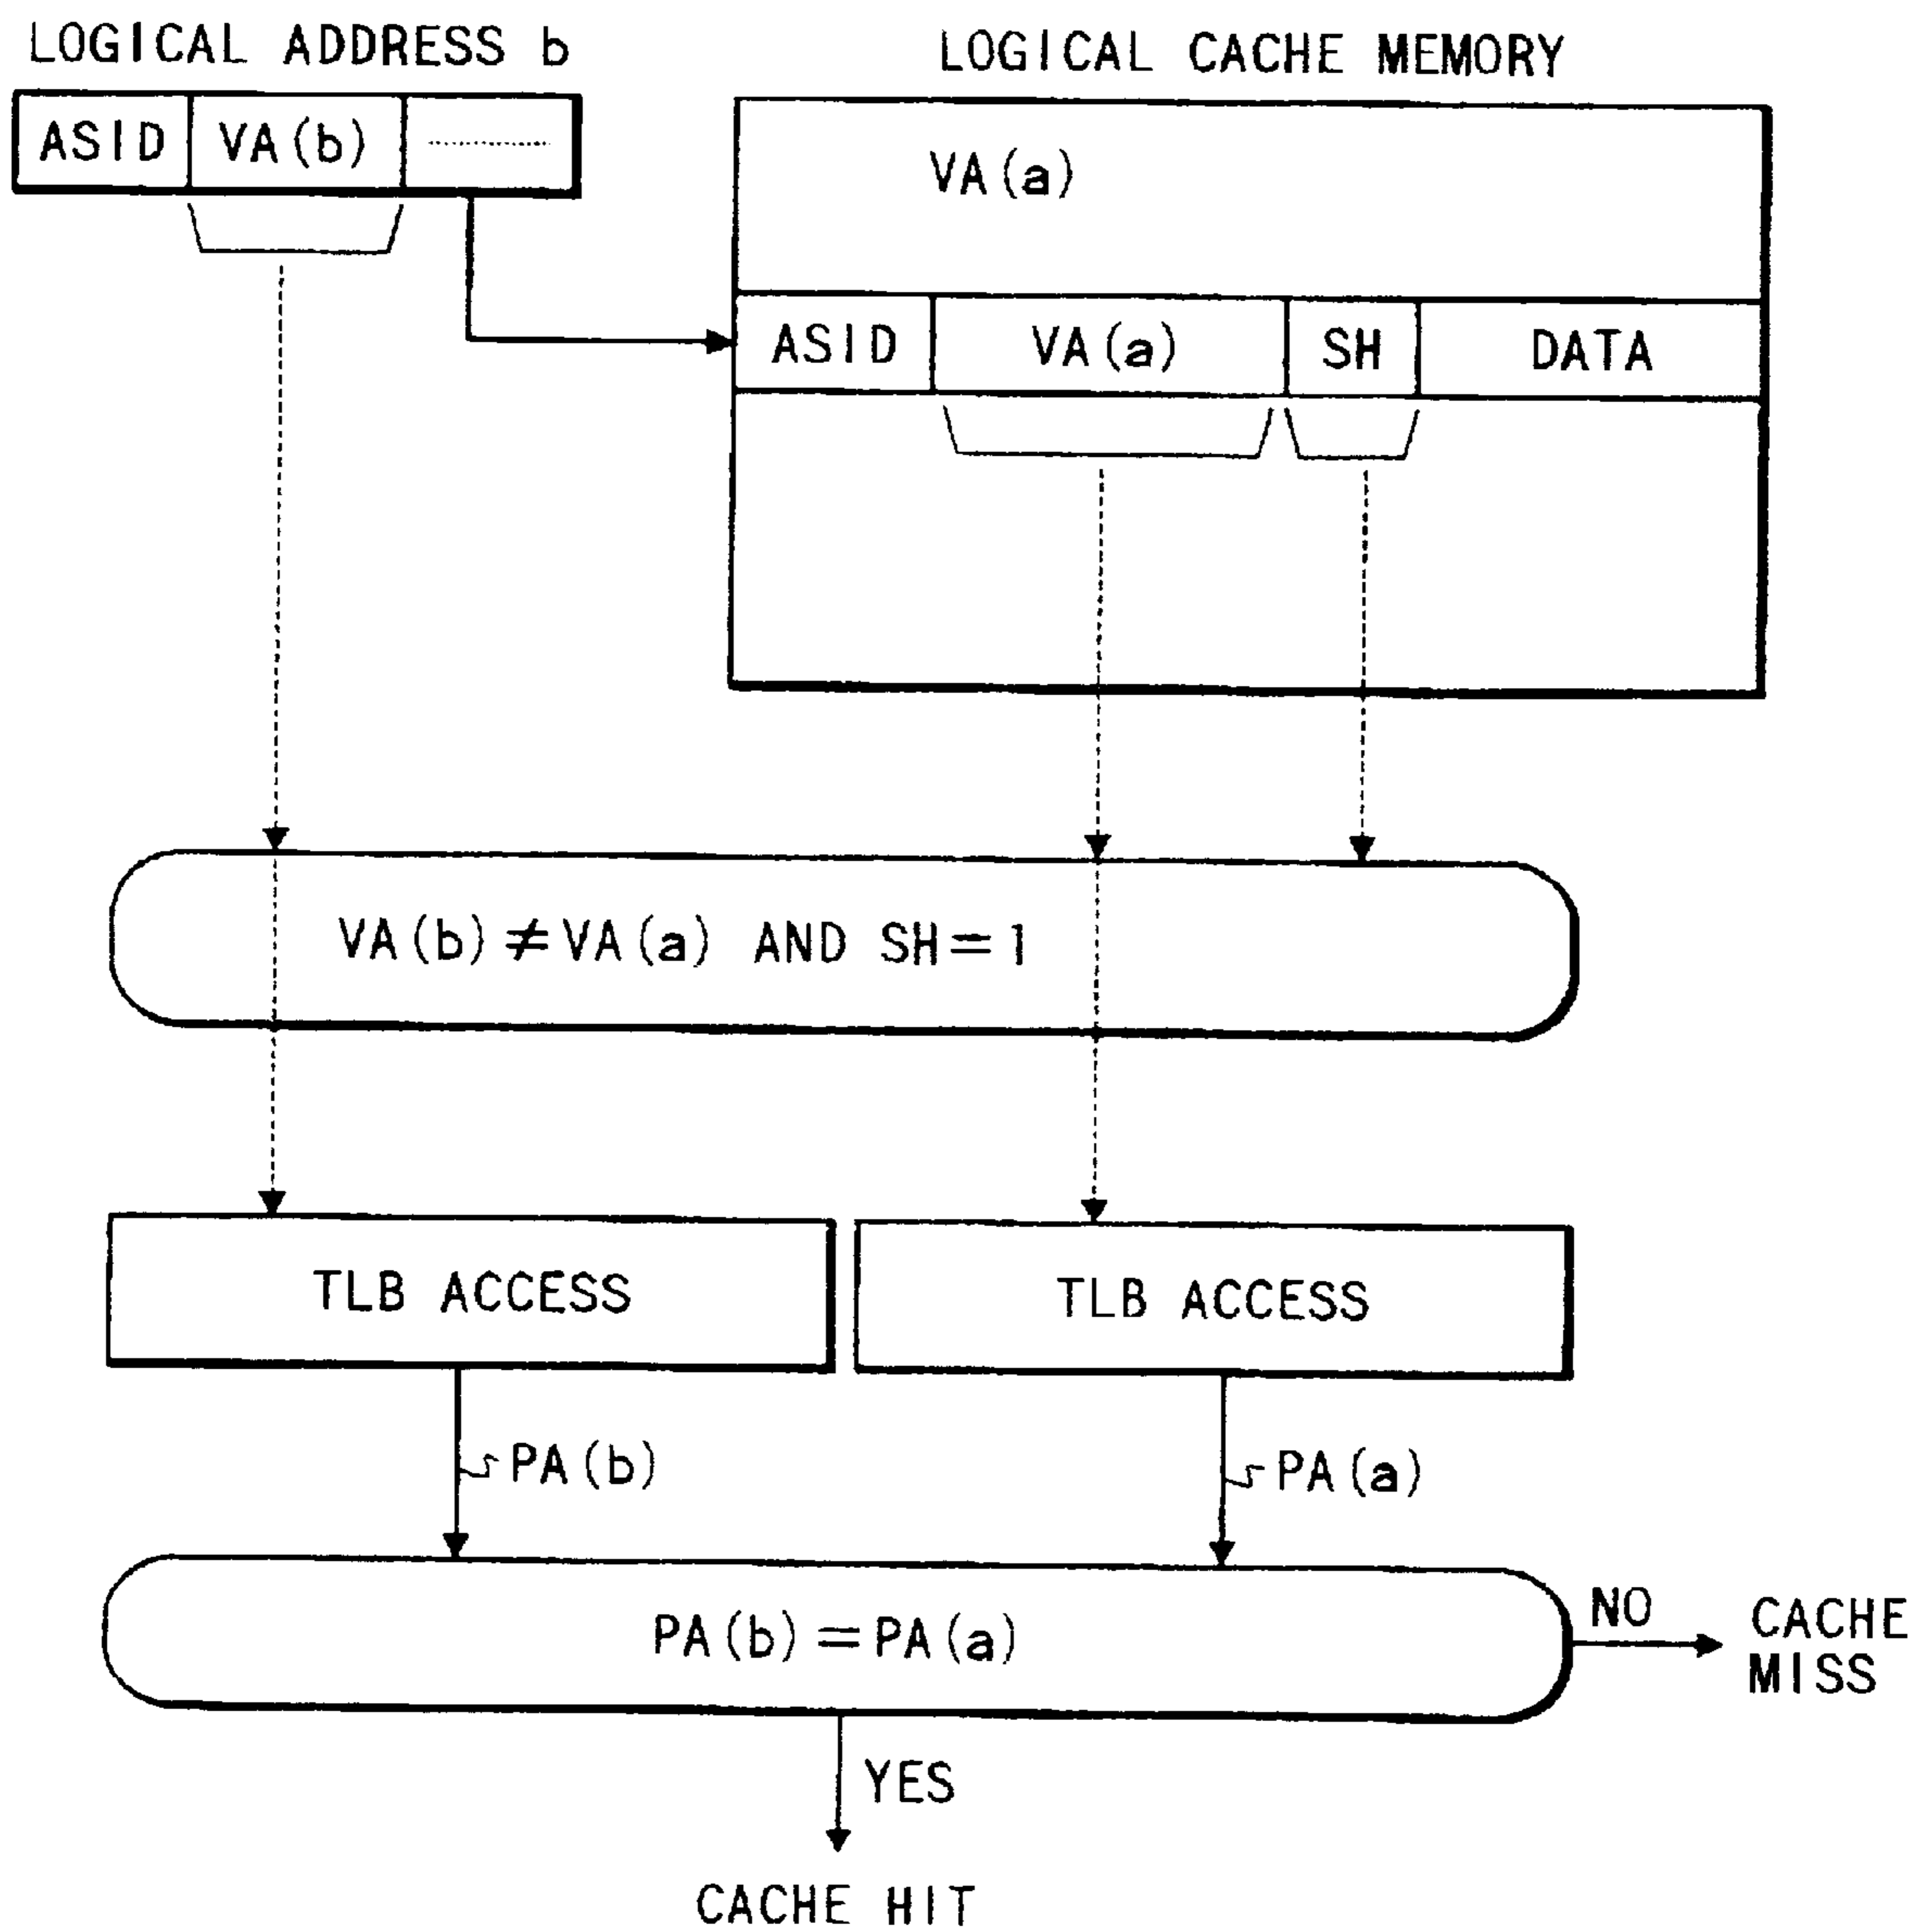 LOGICAL ADDRESS b
LOGICAL CACHE MEMORY
ASID VA(b)
VA(a)
ASID VA(a) SH DATA
VA(b)≠VA(a) AND SH=1
TLB ACCESS
TLB ACCESS
PA(b)
PA(a)
PA(b)=PA(a)
NO
CACHE
MISS
YES
CACHE HIT